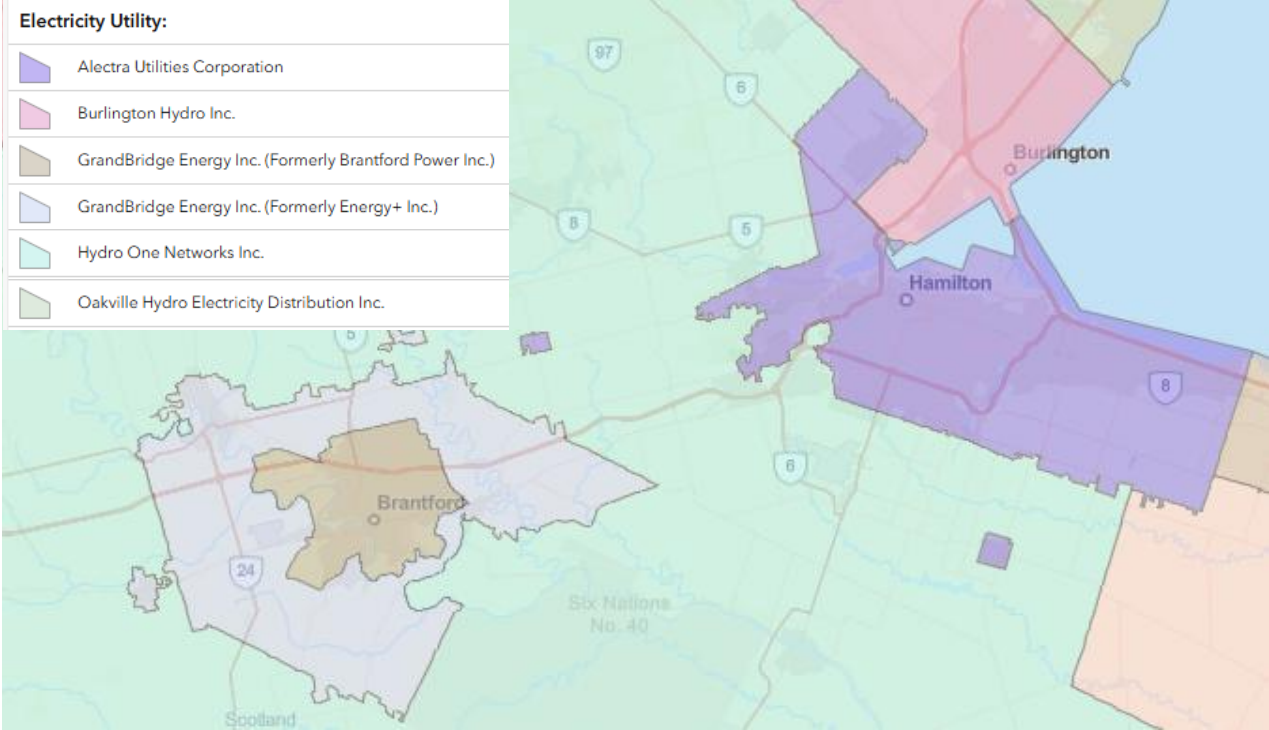 Electricity Utility:
Alectra Utilities Corporation
Burlington Hydro Inc.
GrandBridge Energy Inc. (Formerly Brantford Power Inc.)
GrandBridge Energy Inc. (Formerly Energy+ Inc.)
Hydro One Networks Inc.
Oakville Hydro Electricity Distribution Inc.
97
6
Burlington
8
5
Hamilton
5
8
6
Brantford
24
Six Nations
No. 40
Scotland